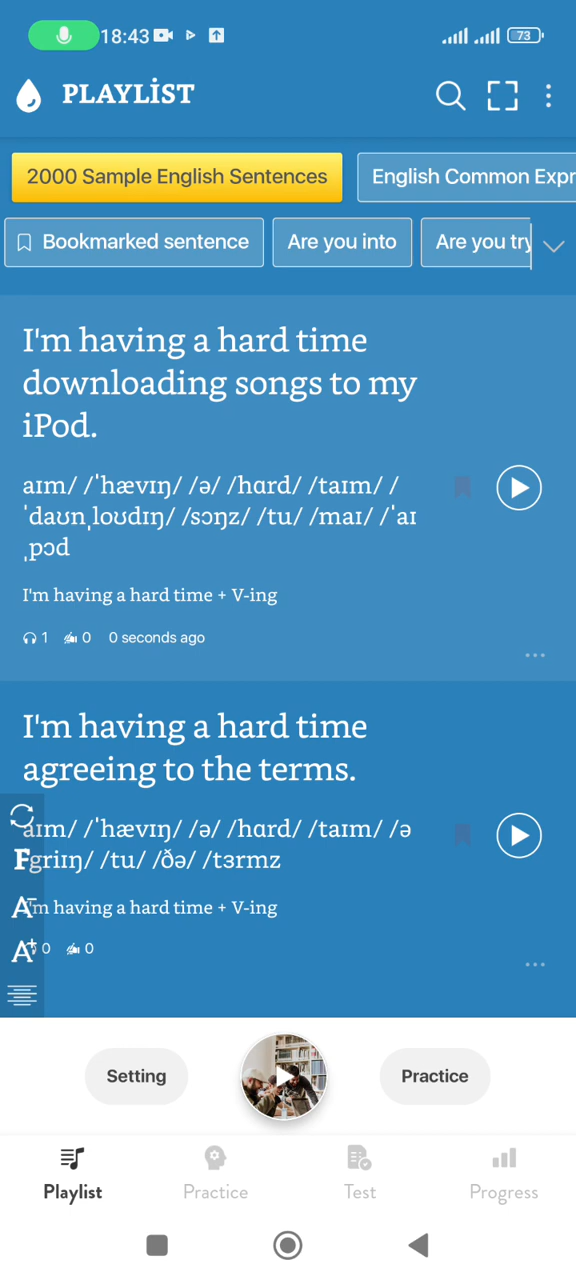 18:43
73
PLAYLİST
2000 Sample English Sentences
English Common Expr
Bookmarked sentence
Are you into
Are you try
I'm having a hard time
downloading songs to my
iPod.
aɪm/ /ˈhævɪŋ/ /ə/ /hɑrd/ /taɪm/ /
ˈdaʊnˌloʊdɪŋ/ /sɔŋz/ /tu/ /maɪ/ /ˈaɪ
ˌpɔd
I'm having a hard time + V-ing
1 0 0 seconds ago
I'm having a hard time
agreeing to the terms.
aɪm/ /ˈhævɪŋ/ /ə/ /hɑrd/ /taɪm/ /ə
F
griɪŋ/ /tu/ /ðə/ /tɜrmz
A-
I'm having a hard time + V-ing
A+
0 0
Setting
Practice
Playlist
Practice
Test
Progress